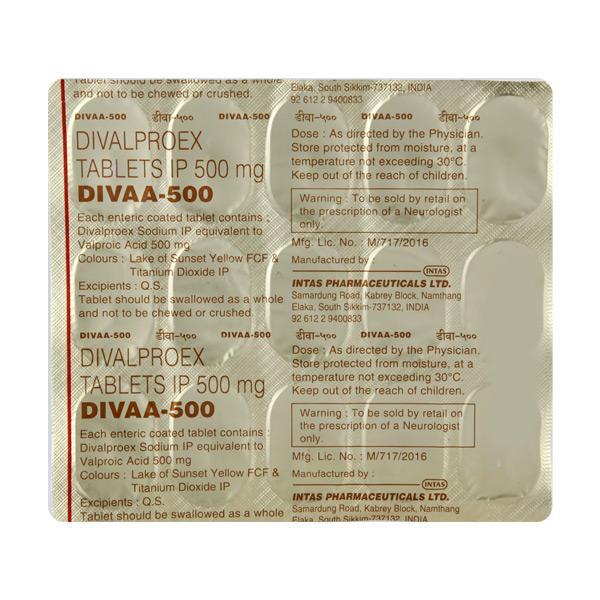 Tablet should be swallowed as a whole
and not to be chewed or crushed.
Elaka, South Sikkim-737132, INDIA
92 612 2 9400833
DIVAA-500 डीवा-५०० DIVAA-500 डीवा-५०० DIVAA-500 डीवा-५००
DIVALPROEX
TABLETS IP 500 mg
DIVAA-500
Each enteric coated tablet contains :
Divalproex Sodium IP equivalent to
Valproic Acid 500 mg
Colours : Lake of Sunset Yellow FCF &
Titanium Dioxide IP
Excipients : Q.S.
Tablet should be swallowed as a whole
and not to be chewed or crushed.
Dose : As directed by the Physician.
Store protected from moisture, at a
temperature not exceeding 30°C.
Keep out of the reach of children.
Warning : To be sold by retail on
the prescription of a Neurologist
only.
Mfg. Lic. No. : M/717/2016
Manufactured by :
INTAS
INTAS PHARMACEUTICALS LTD.
Samardung Road, Kabrey Block, Namthang
Elaka, South Sikkim-737132, INDIA
92 612 2 9400833
DIVAA-500 डीवा-५०० DIVAA-500 डीवा-५०० DIVAA-500 डीवा-५००
DIVALPROEX
TABLETS IP 500 mg
DIVAA-500
Each enteric coated tablet contains :
Divalproex Sodium IP equivalent to
Valproic Acid 500 mg
Colours : Lake of Sunset Yellow FCF &
Titanium Dioxide IP
Excipients : Q.S.
Tablet should be swallowed as a whole
Dose : As directed by the Physician.
Store protected from moisture, at a
temperature not exceeding 30°C.
Keep out of the reach of children.
Warning : To be sold by retail on
the prescription of a Neurologist
only.
Mfg. Lic. No. : M/717/2016
Manufactured by :
INTAS
INTAS PHARMACEUTICALS LTD.
Samardung Road, Kabrey Block, Namthang
Elaka, South Sikkim-737132, INDIA